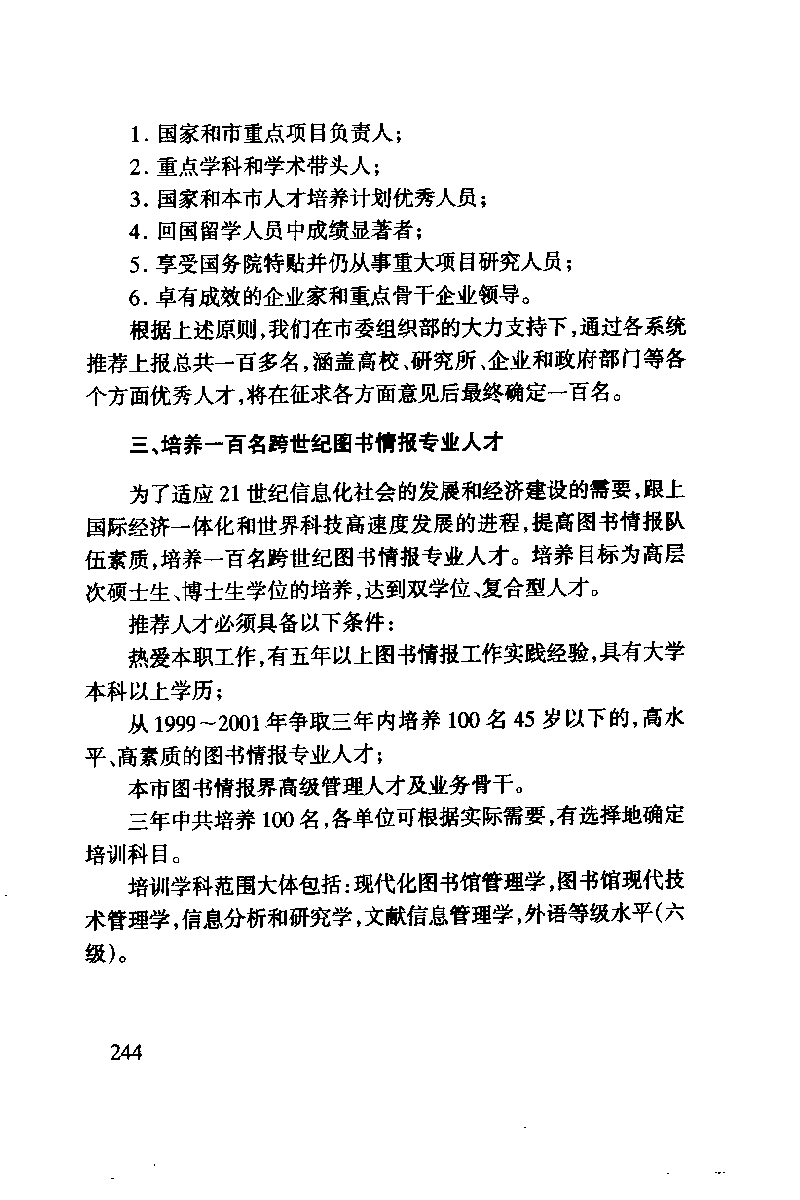 1. 国家和市重点项目负责人;
2. 重点学科和学术带头人;
3. 国家和本市人才培养计划优秀人员;
4. 回国留学人员中成绩显著者;
5. 享受国务院特贴并仍从事重大项目研究人员;
6. 卓有成效的企业家和重点骨干企业领导。
根据上述原则,我们在市委组织部的大力支持下,通过各系统
推荐上报总共一百多名,涵盖高校、研究所、企业和政府部门等各
个方面优秀人才,将在征求各方面意见后最终确定一百名。
三、培养一百名跨世纪图书情报专业人才
为了适应 21 世纪信息化社会的发展和经济建设的需要,跟上
国际经济一体化和世界科技高速度发展的进程,提高图书情报队
伍素质,培养一百名跨世纪图书情报专业人才。培养目标为高层
次硕士生、博士生学位的培养,达到双学位、复合型人才。
推荐人才必须具备以下条件:
热爱本职工作,有五年以上图书情报工作实践经验,具有大学
本科以上学历;
从 1999~2001 年争取三年内培养 100 名 45 岁以下的,高水
平、高素质的图书情报专业人才;
本市图书情报界高级管理人才及业务骨干。
三年中共培养 100 名,各单位可根据实际需要,有选择地确定
培训科目。
培训学科范围大体包括:现代化图书馆管理学,图书馆现代技
术管理学,信息分析和研究学,文献信息管理学,外语等级水平(六
级)。
244